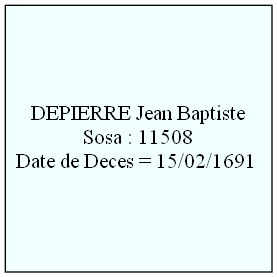 DEPIERRE Jean Baptiste
Sosa : 11508
Date de Deces = 15/02/1691